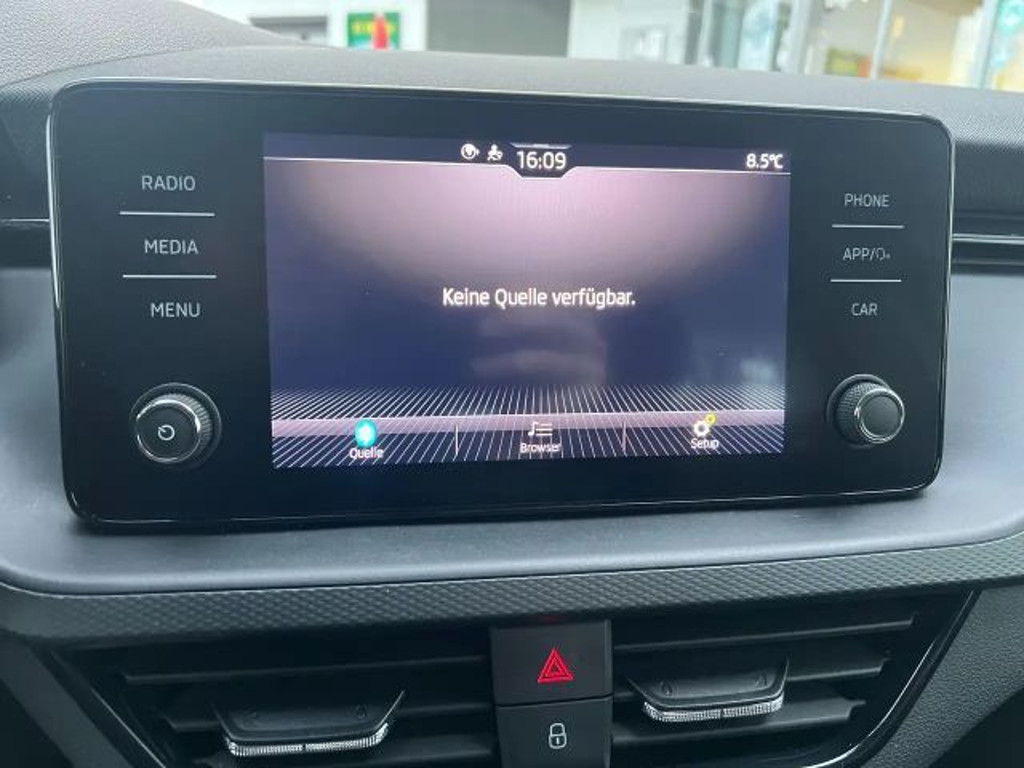 RADIO
MEDIA
MENU
16:09
8.5°C
Keine Quelle verfügbar.
Quelle
Browser
Setup
PHONE
APP/
CAR